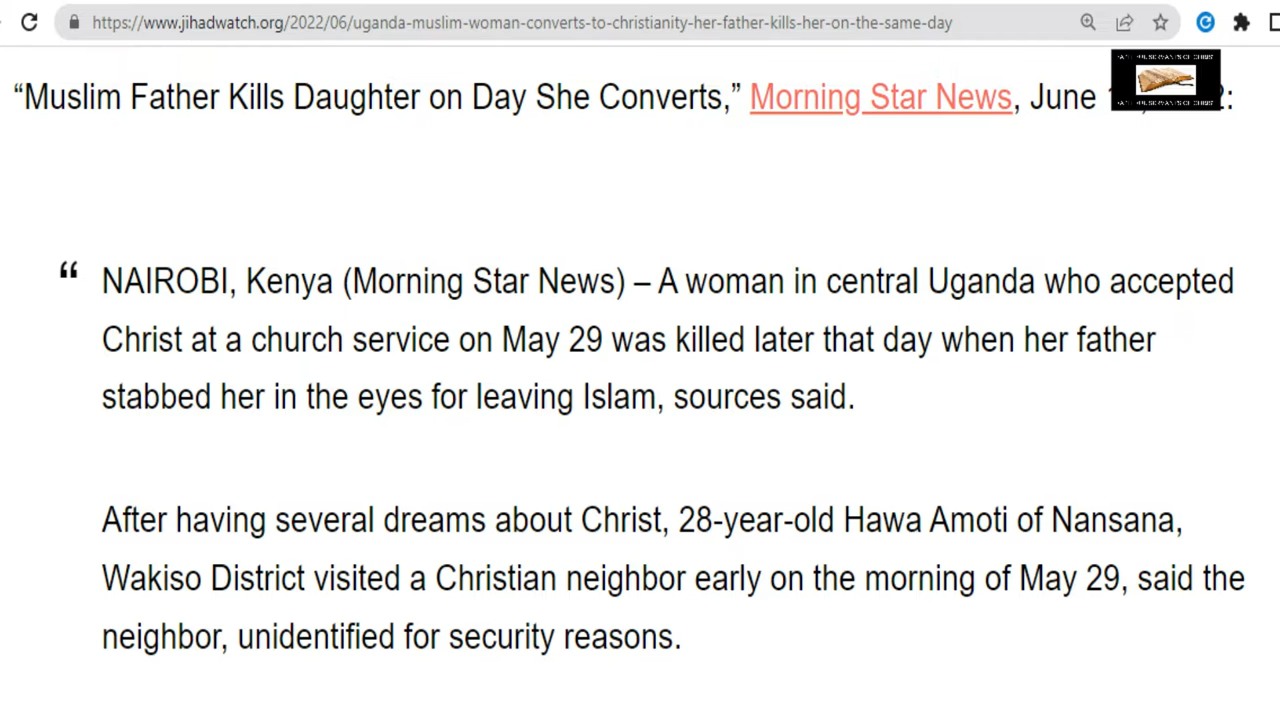 https://www.jihadwatch.org/2022/06/uganda-muslim-woman-converts-to-christianity-her-father-kills-her-on-the-same-day
“Muslim Father Kills Daughter on Day She Converts,” Morning Star News, June 2:
“ NAIROBI, Kenya (Morning Star News) – A woman in central Uganda who accepted
Christ at a church service on May 29 was killed later that day when her father
stabbed her in the eyes for leaving Islam, sources said.
After having several dreams about Christ, 28-year-old Hawa Amoti of Nansana,
Wakiso District visited a Christian neighbor early on the morning of May 29, said the
neighbor, unidentified for security reasons.